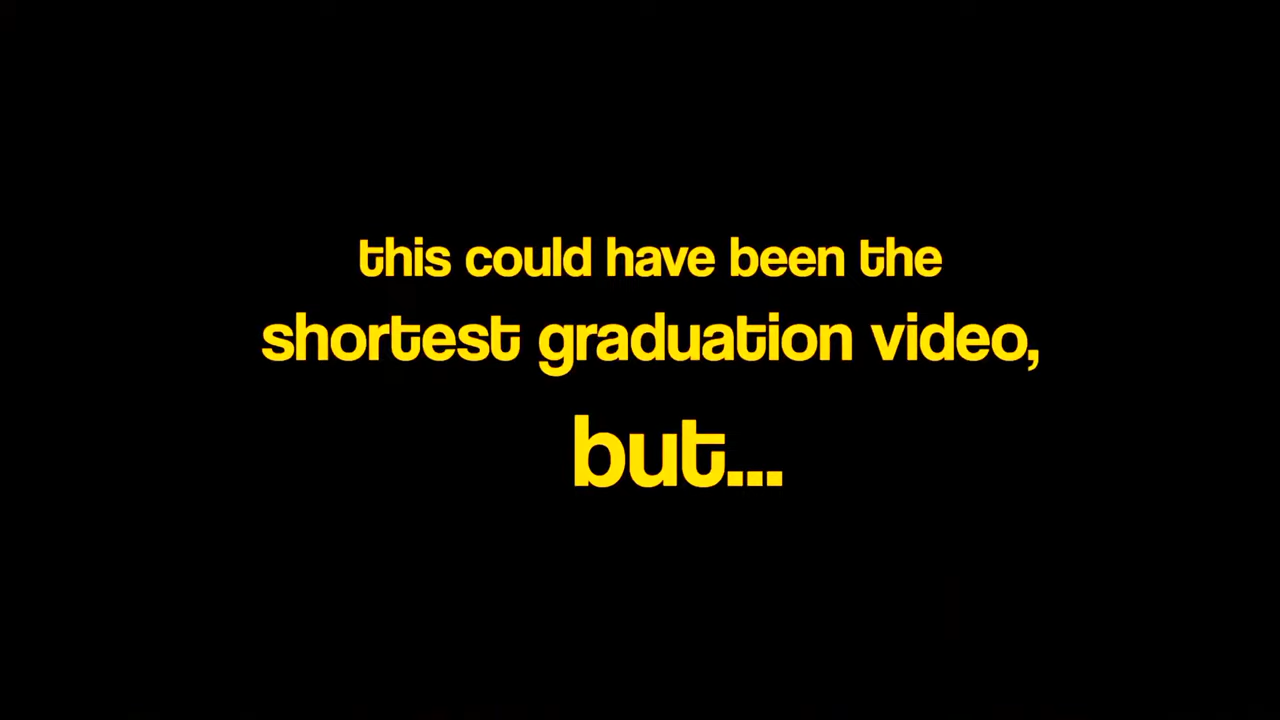 this could have been the
shortest graduation video,
but...